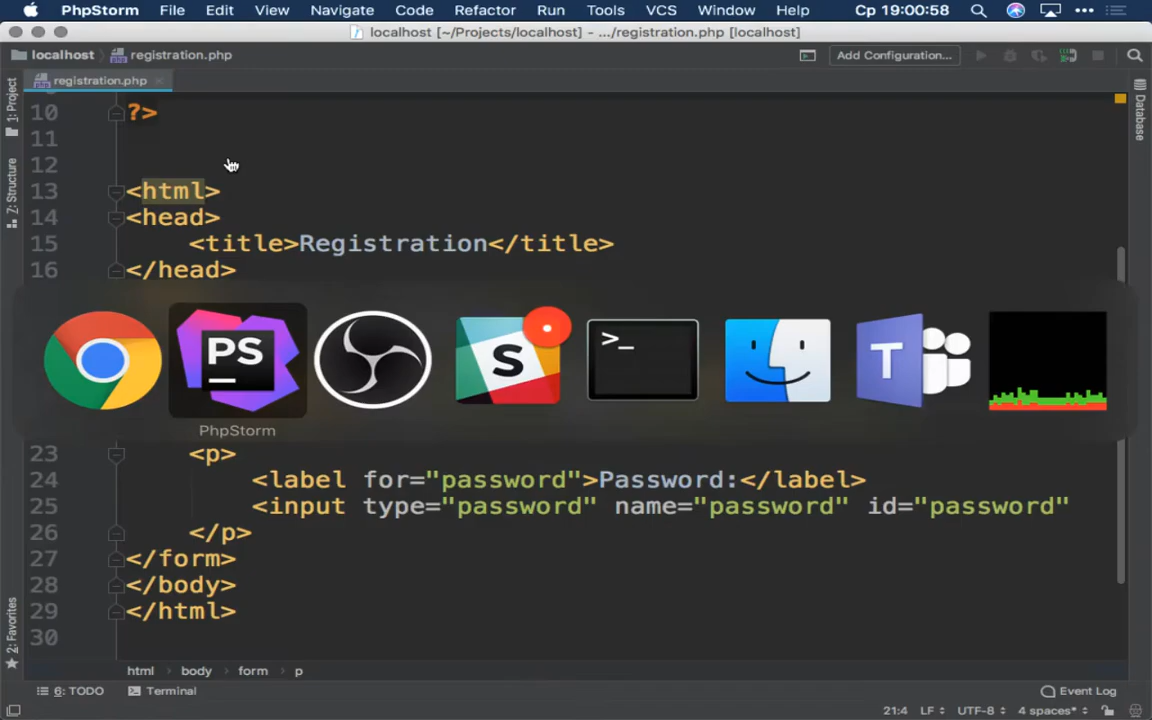 PhpStorm File Edit View Navigate Code Refactor Run Tools VCS Window Help Ср 19:00:58
localhost [~/Projects/localhost] - .../registration.php [localhost]
localhost registration.php Add Configuration...
registration.php
1: Project
Z: Structure
2: Favorites
Database
10 ?>
11
12
13 <html>
14 <head>
15 <title>Registration</title>
16 </head>
PS
S
>_
T
PhpStorm
23 <p>
24 <label for="password">Password:</label>
25 <input type="password" name="password" id="password"
26 </p>
27 </form>
28 </body>
29 </html>
30
html › body › form › p
6: TODO Terminal Event Log
21:4 LF UTF-8 4 spaces*